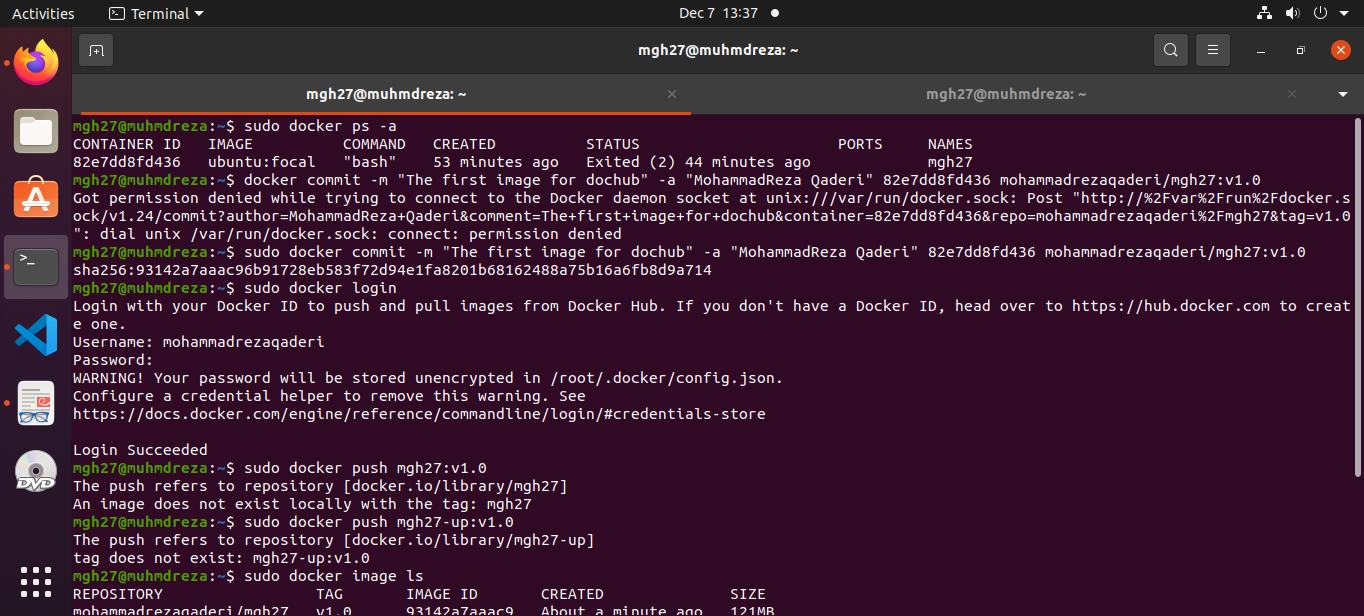 Activities Terminal Dec 7 13:37
mgh27@muhmdreza: ~
mgh27@muhmdreza: ~ mgh27@muhmdreza: ~
mgh27@muhmdreza:~$ sudo docker ps -a
CONTAINER ID IMAGE COMMAND CREATED STATUS PORTS NAMES
82e7dd8fd436 ubuntu:focal "bash" 53 minutes ago Exited (2) 44 minutes ago mgh27
mgh27@muhmdreza:~$ docker commit -m "The first image for dochub" -a "MohammadReza Qaderi" 82e7dd8fd436 mohammadrezaqaderi/mgh27:v1.0
Got permission denied while trying to connect to the Docker daemon socket at unix:///var/run/docker.sock: Post "http://%2Fvar%2Frun%2Fdocker.s
ock/v1.24/commit?author=MohammadReza+Qaderi&comment=The+first+image+for+dochub&container=82e7dd8fd436&repo=mohammadrezaqaderi%2Fmgh27&tag=v1.0
": dial unix /var/run/docker.sock: connect: permission denied
mgh27@muhmdreza:~$ sudo docker commit -m "The first image for dochub" -a "MohammadReza Qaderi" 82e7dd8fd436 mohammadrezaqaderi/mgh27:v1.0
sha256:93142a7aaac96b91728eb583f72d94e1fa8201b68162488a75b16a6fb8d9a714
mgh27@muhmdreza:~$ sudo docker login
Login with your Docker ID to push and pull images from Docker Hub. If you don't have a Docker ID, head over to https://hub.docker.com to creat
e one.
Username: mohammadrezaqaderi
Password:
WARNING! Your password will be stored unencrypted in /root/.docker/config.json.
Configure a credential helper to remove this warning. See
https://docs.docker.com/engine/reference/commandline/login/#credentials-store
Login Succeeded
mgh27@muhmdreza:~$ sudo docker push mgh27:v1.0
The push refers to repository [docker.io/library/mgh27]
An image does not exist locally with the tag: mgh27
mgh27@muhmdreza:~$ sudo docker push mgh27-up:v1.0
The push refers to repository [docker.io/library/mgh27-up]
tag does not exist: mgh27-up:v1.0
mgh27@muhmdreza:~$ sudo docker image ls
REPOSITORY TAG IMAGE ID CREATED SIZE
mohammadrezaqaderi/mgh27 v1.0 93142a7aaac9 About a minute ago 121MB
DVD